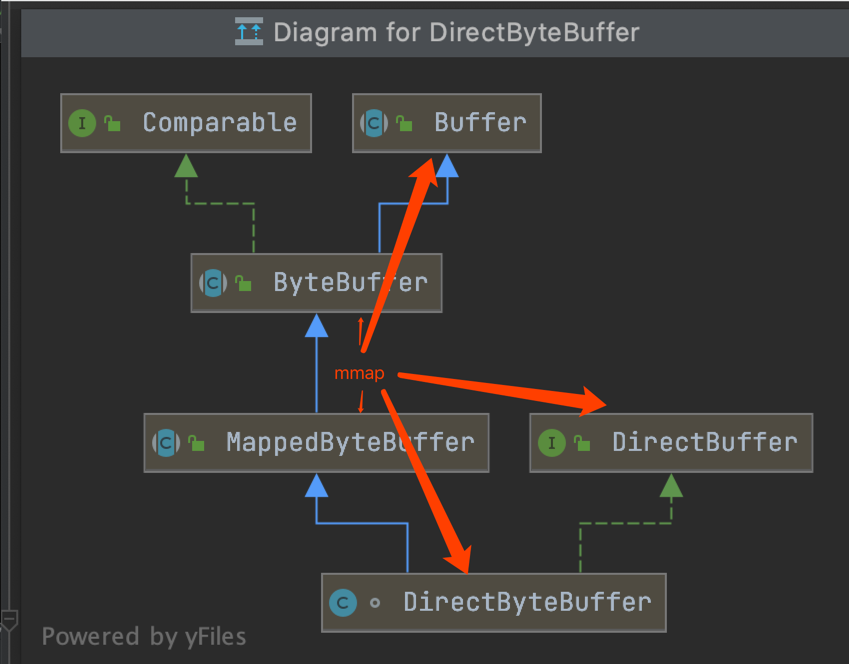 Diagram for DirectByteBuffer
I Comparable
C Buffer
C ByteBuffer
mmap
C MappedByteBuffer
I DirectBuffer
C DirectByteBuffer
Powered by yFiles